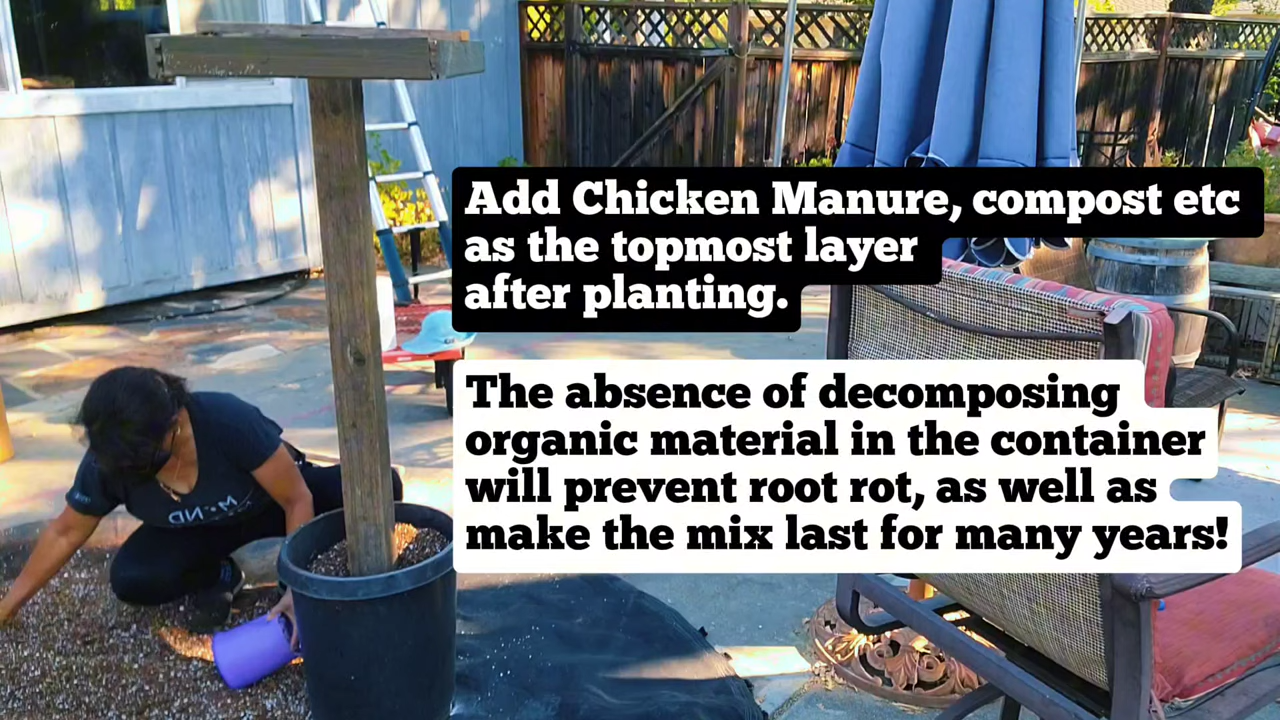 Add Chicken Manure, compost etc
as the topmost layer
after planting.
The absence of decomposing
organic material in the container
will prevent root rot, as well as
make the mix last for many years!